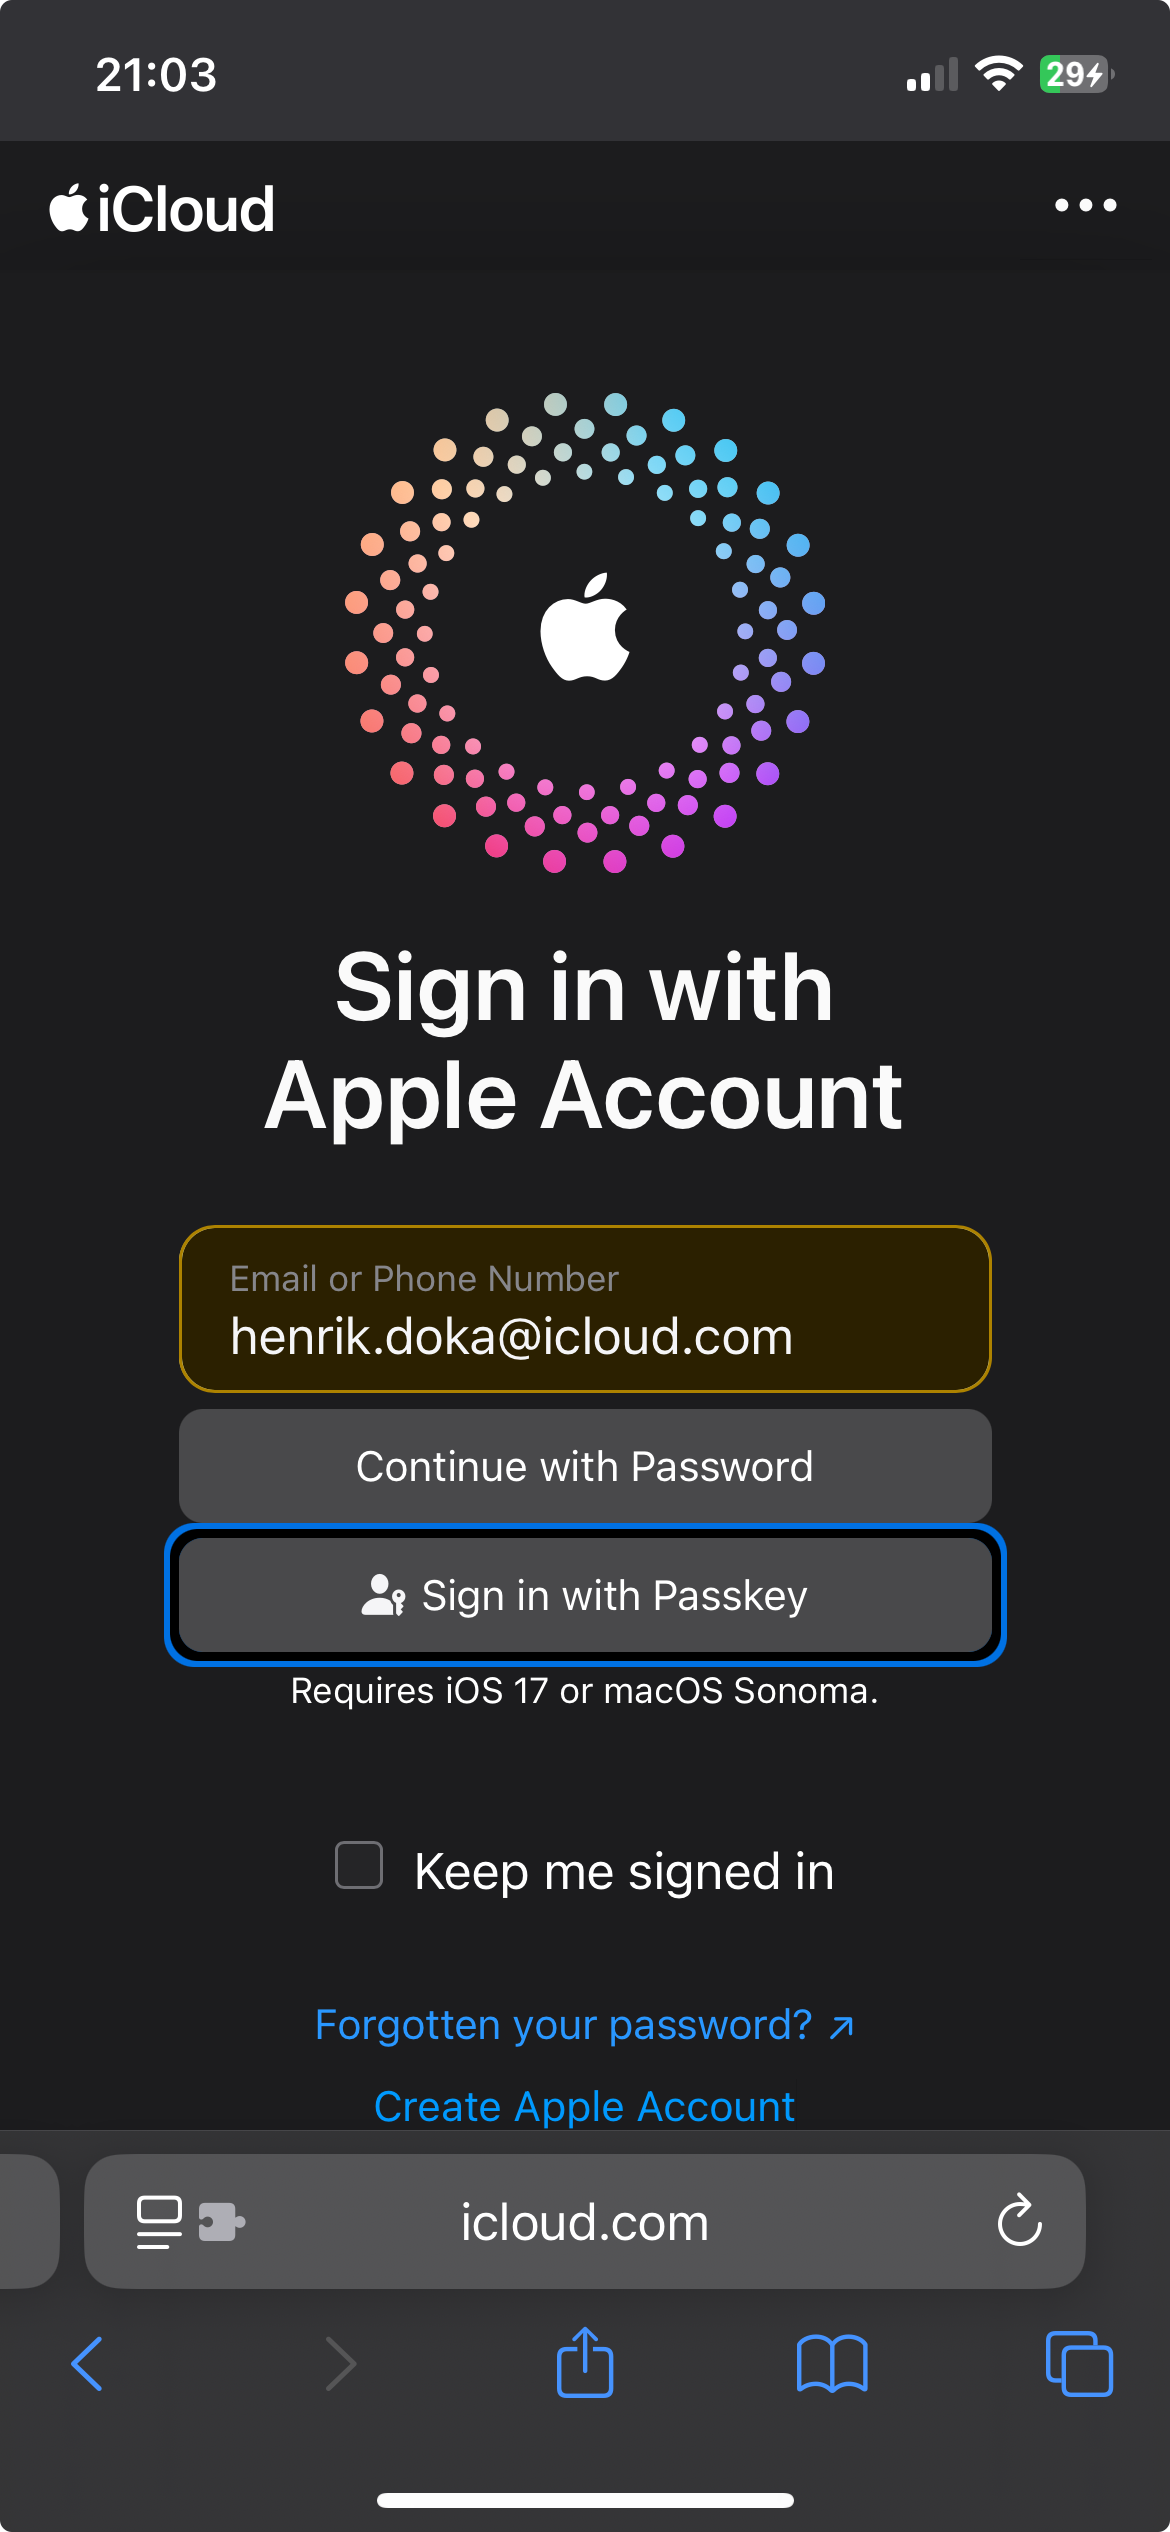 21:03
29
iCloud
Sign in with
Apple Account
Email or Phone Number
henrik.doka@icloud.com
Continue with Password
Sign in with Passkey
Requires iOS 17 or macOS Sonoma.
Keep me signed in
Forgotten your password? ↗
Create Apple Account
icloud.com